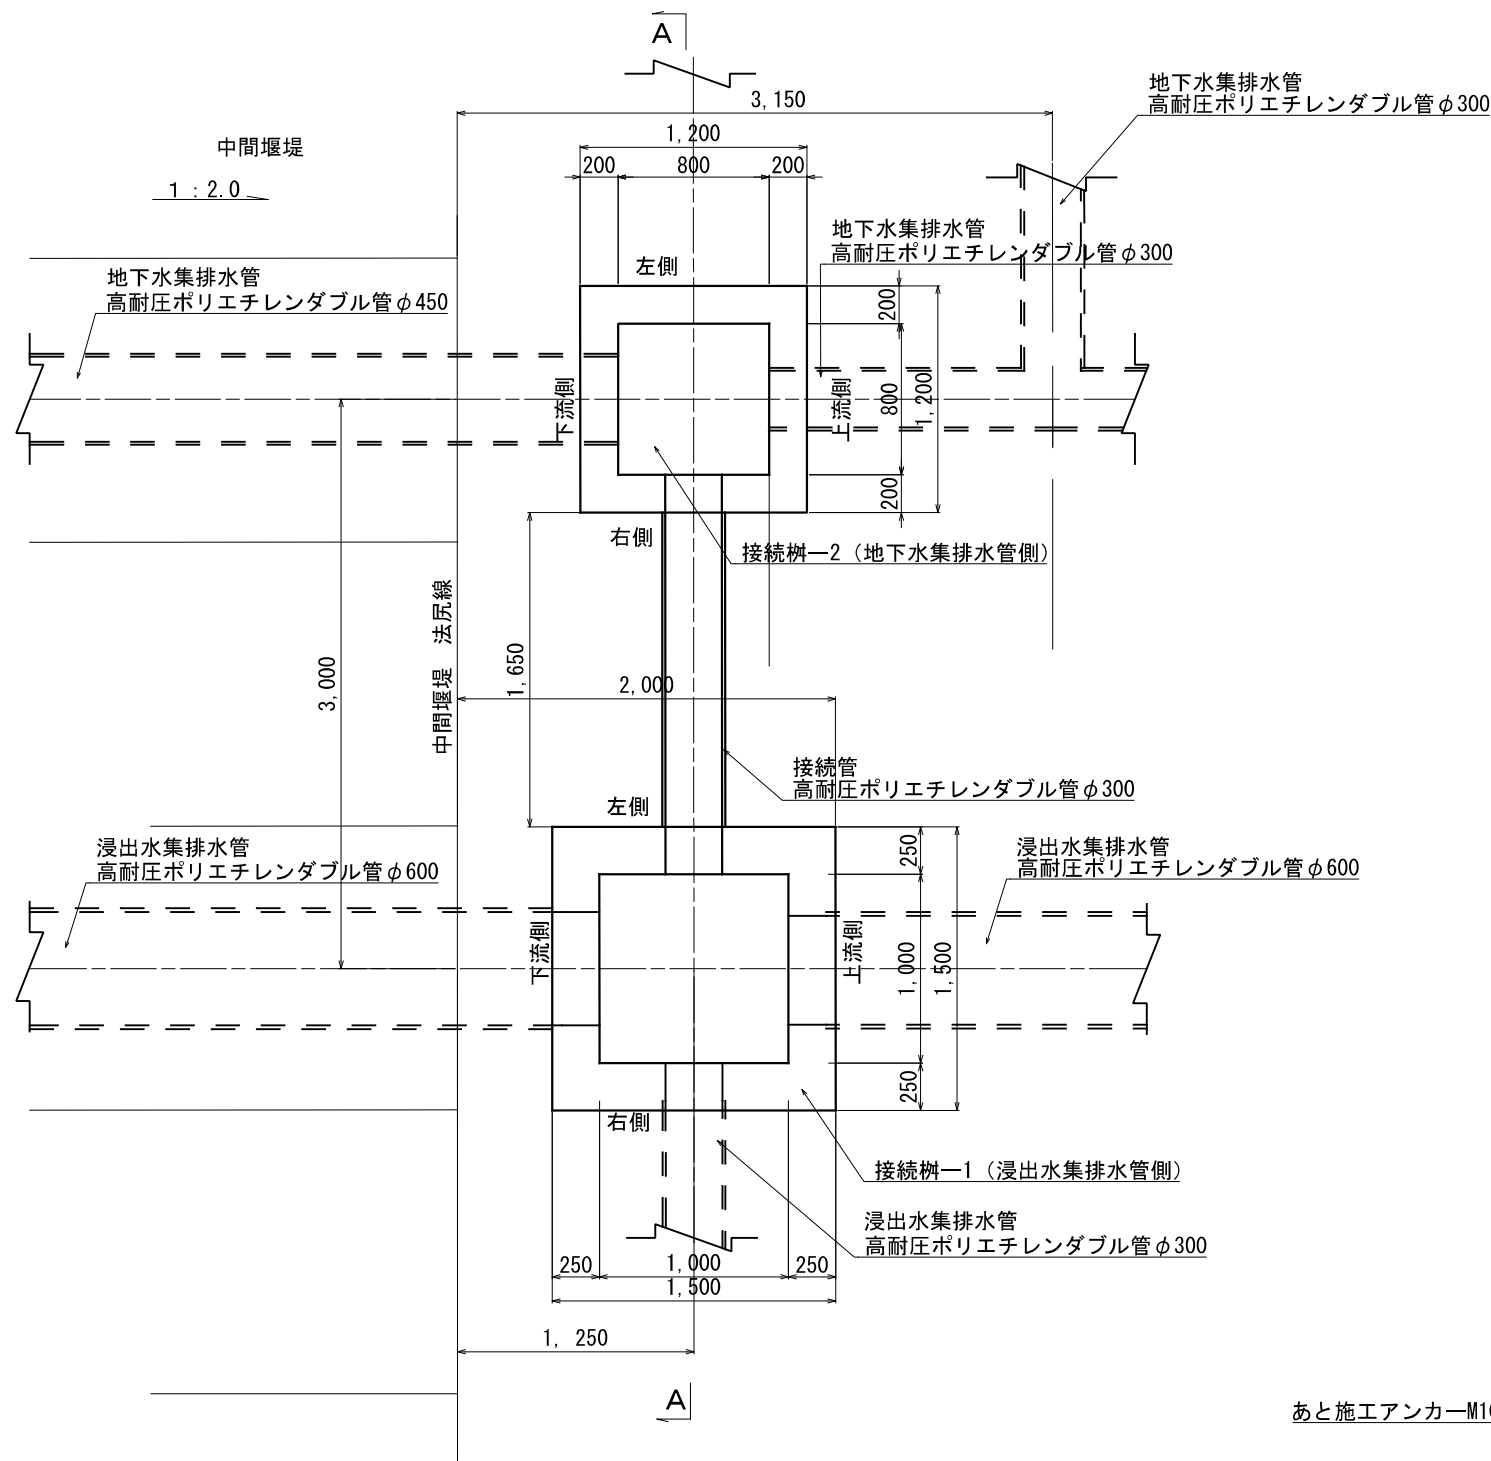 A
3,150
地下水集排水管
高耐圧ポリエチレンダブル管φ300
中間堰堤
1,200
200
800
200
1 : 2.0
地下水集排水管
高耐圧ポリエチレンダブル管φ300
左側
地下水集排水管
高耐圧ポリエチレンダブル管φ450
200
800
1,200
200
下流側
上流側
右側
接続桝ー2（地下水集排水管側）
中間堰堤 法尻線
3,000
1,650
2,000
接続管
高耐圧ポリエチレンダブル管φ300
左側
浸出水集排水管
高耐圧ポリエチレンダブル管φ600
浸出水集排水管
高耐圧ポリエチレンダブル管φ600
250
1,000
1,500
250
下流側
上流側
右側
接続桝ー1（浸出水集排水管側）
浸出水集排水管
高耐圧ポリエチレンダブル管φ300
250
1,000
250
1,500
1, 250
A
あと施工アンカーM1